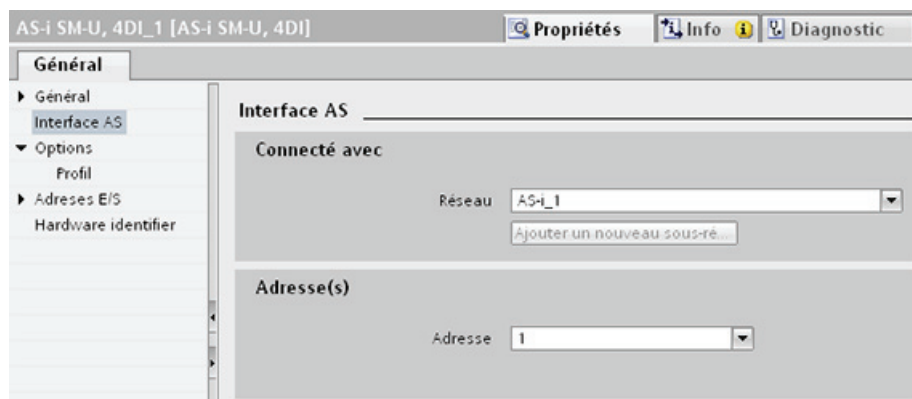 AS-i SM-U, 4DI_1 [AS-i SM-U, 4DI]
Propriétés
Info
Diagnostic
Général
Général
Interface AS
Options
Profil
Adreses E/S
Hardware identifier
Interface AS
Connecté avec
Réseau
AS-i_1
Ajouter un nouveau sous-ré...
Adresse(s)
Adresse
1